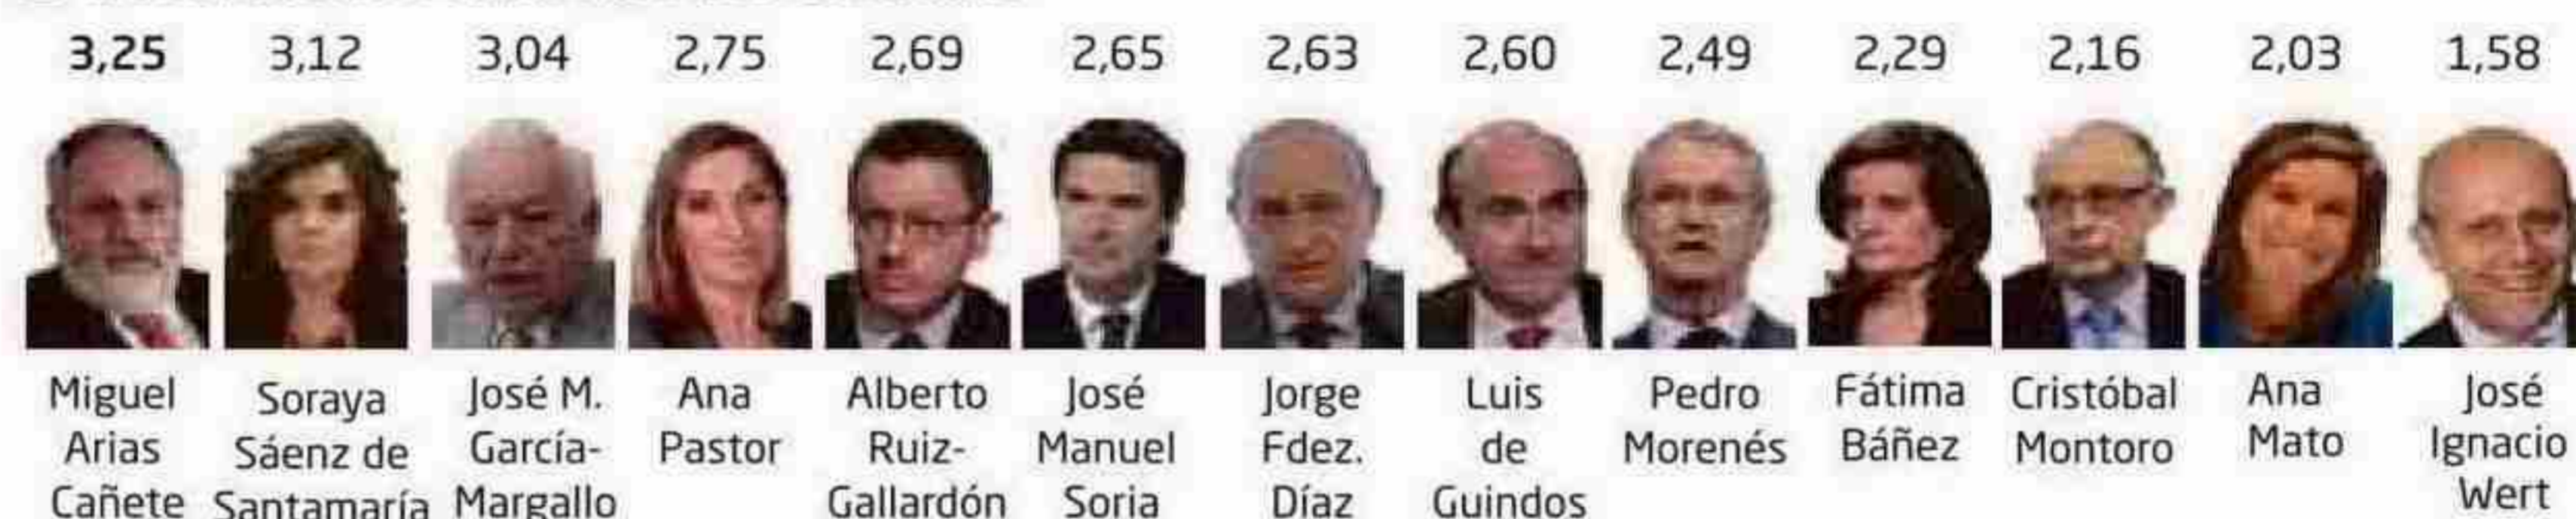 3,25 3,12 3,04 2,75 2,69 2,65 2,63 2,60 2,49 2,29 2,16 2,03 1,58
Miguel
Arias
Cañete
Soraya
Sáenz de
Santamaría
José M.
García-
Margallo
Ana
Pastor
Alberto
Ruiz-
Gallardón
José
Manuel
Soria
Jorge
Fdez.
Díaz
Luis
de
Guindos
Pedro
Morenés
Fátima
Báñez
Cristóbal
Montoro
Ana
Mato
José
Ignacio
Wert